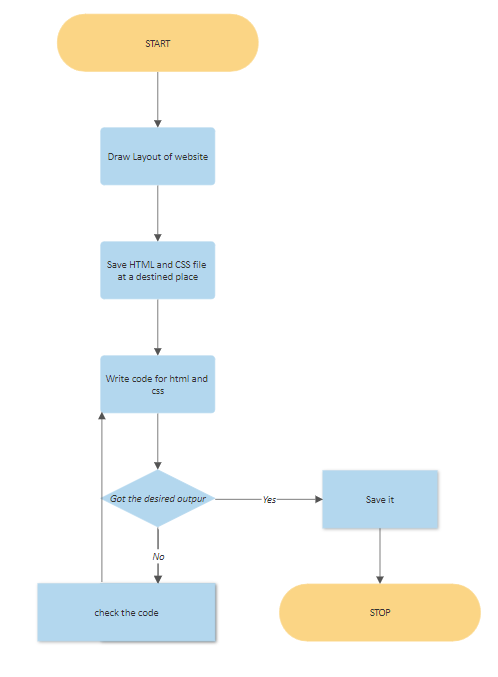 START
Draw Layout of website
Save HTML and CSS file
at a destined place
Write code for html and
css
Got the desired outpur
Yes
Save it
No
check the code
STOP